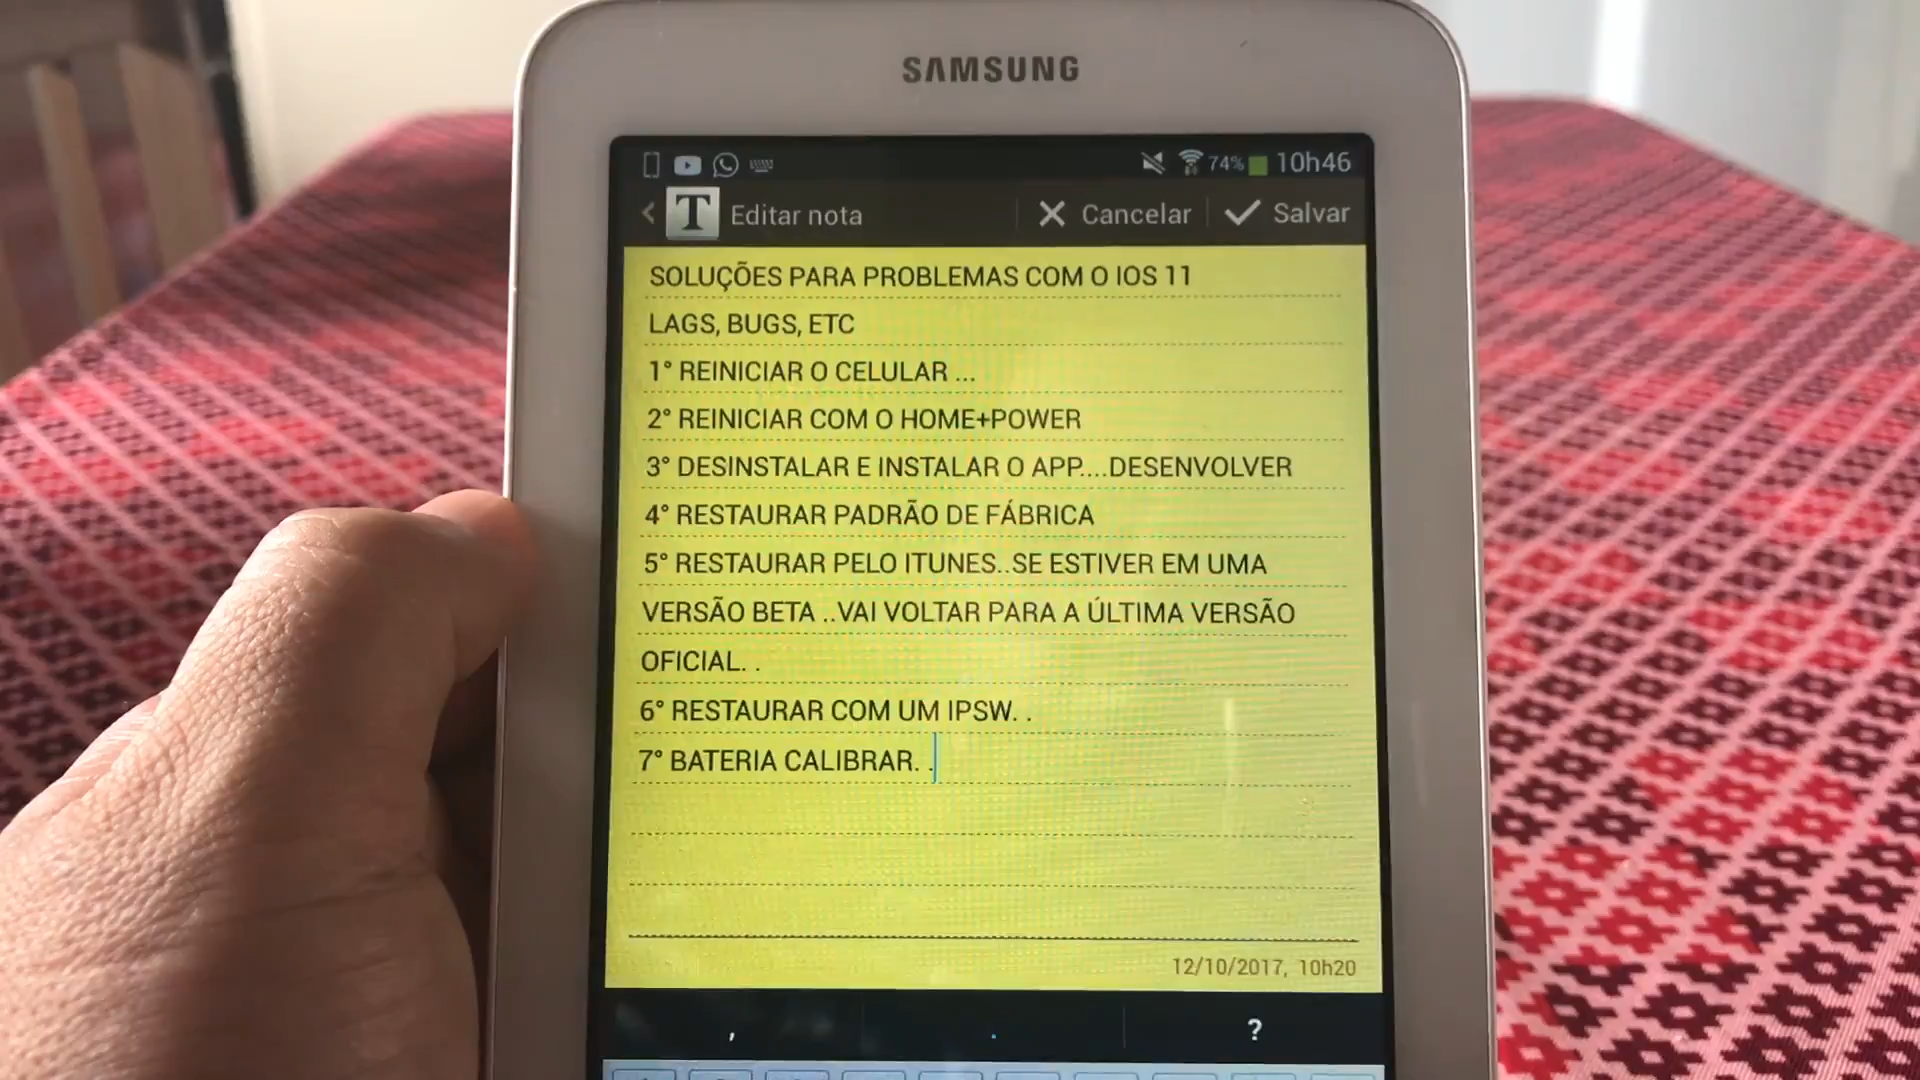 SAMSUNG
74% 10h46
T Editar nota Cancelar Salvar
SOLUÇÕES PARA PROBLEMAS COM O IOS 11
LAGS, BUGS, ETC
1° REINICIAR O CELULAR ...
2° REINICIAR COM O HOME+POWER
3° DESINSTALAR E INSTALAR O APP....DESENVOLVER
4° RESTAURAR PADRÃO DE FÁBRICA
5° RESTAURAR PELO ITUNES..SE ESTIVER EM UMA
VERSÃO BETA ..VAI VOLTAR PARA A ÚLTIMA VERSÃO
OFICIAL. .
6° RESTAURAR COM UM IPSW. .
7° BATERIA CALIBRAR. .
12/10/2017, 10h20
, . ?